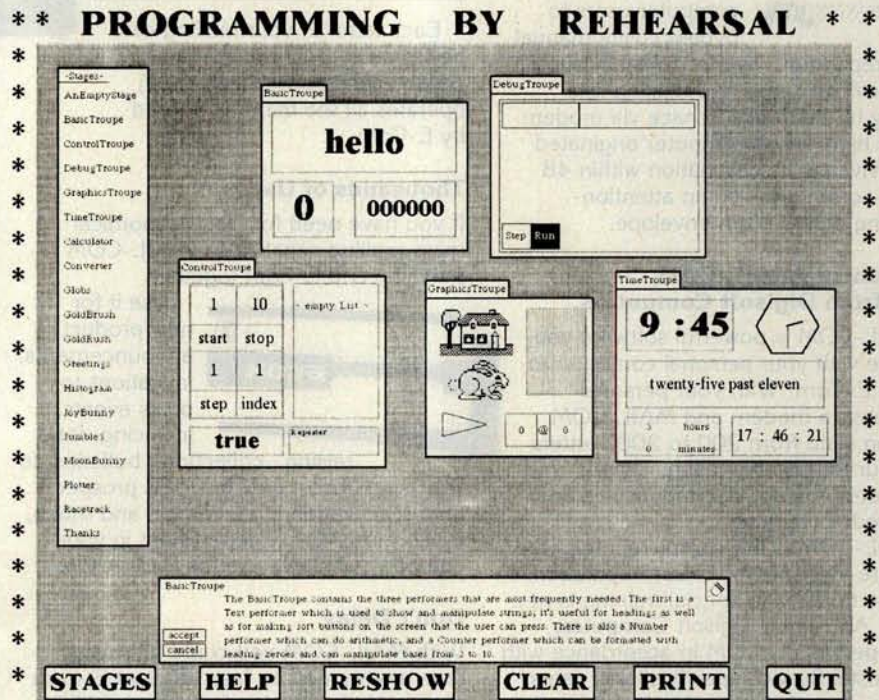 PROGRAMMING BY REHEARSAL
-Stages-
AnEmptyStage
BasicTroupe
ControlTroupe
DebugTroupe
GraphicsTroupe
TimeTroupe
Calculator
Converter
Globs
GoldBrush
GoldRush
Greetings
Histogram
JoyBunny
Jumble1
MoonBunny
Plotter
Racetrack
Thanks
BasicTroupe
hello
0 000000
DebugTroupe
Step Run
ControlTroupe
1 10
start stop
1 1
step index
true
- empty List -
Repeater
GraphicsTroupe
0 @ 0
TimeTroupe
9 : 45
twenty-five past eleven
3 hours
0 minutes
17 : 46 : 21
BasicTroupe
The BasicTroupe contains the three performers that are most frequently needed. The first is a
Text performer which is used to show and manipulate strings; it's useful for headings as well
as for making soft buttons on the screen that the user can press. There is also a Number
performer which can do arithmetic, and a Counter performer which can be formatted with
leading zeroes and can manipulate bases from 2 to 10.
accept
cancel
STAGES HELP RESHOW CLEAR PRINT QUIT